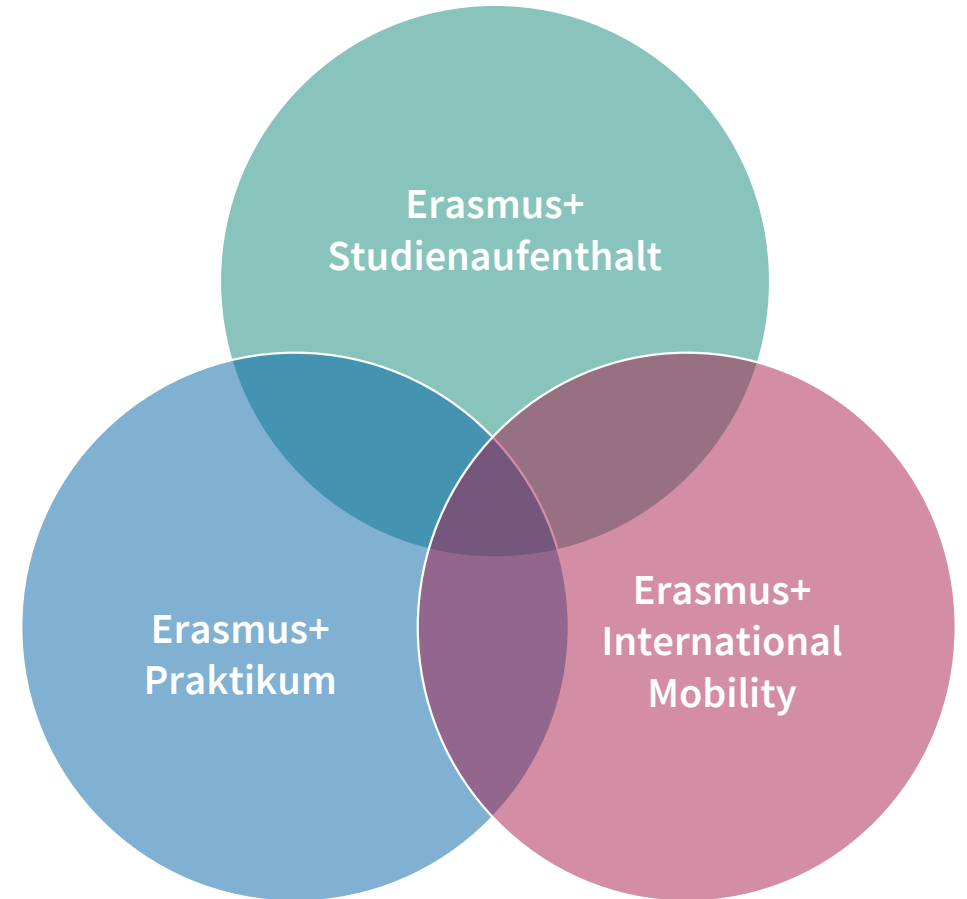 Erasmus+
Studienaufenthalt
Erasmus+
Praktikum
Erasmus+
International
Mobility